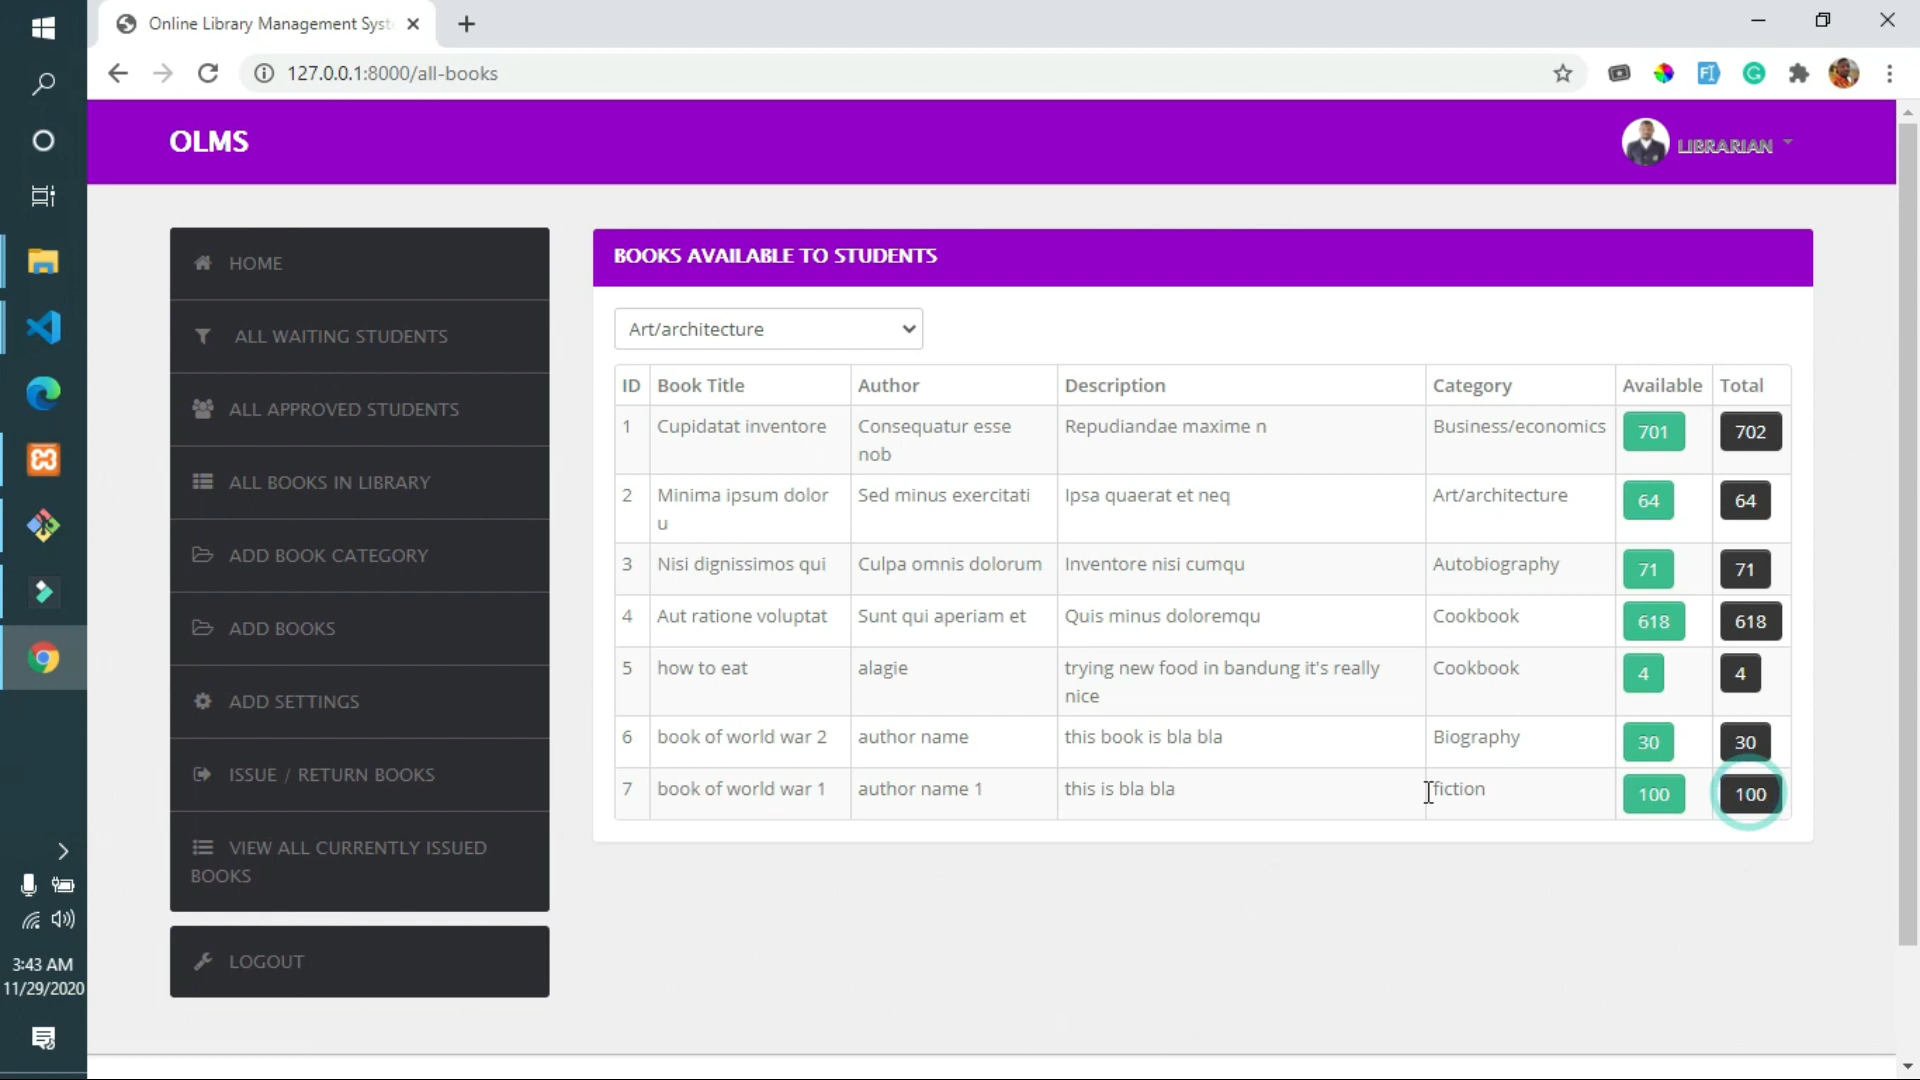 Online Library Management Syst
127.0.0.1:8000/all-books
OLMS
LIBRARIAN
HOME
ALL WAITING STUDENTS
ALL APPROVED STUDENTS
ALL BOOKS IN LIBRARY
ADD BOOK CATEGORY
ADD BOOKS
ADD SETTINGS
ISSUE / RETURN BOOKS
VIEW ALL CURRENTLY ISSUED
BOOKS
LOGOUT
BOOKS AVAILABLE TO STUDENTS
Art/architecture
ID Book Title Author Description Category Available Total
1 Cupidatat inventore Consequatur esse Repudiandae maxime n Business/economics 701 702
nob
2 Minima ipsum dolor Sed minus exercitati Ipsa quaerat et neq Art/architecture 64 64
u
3 Nisi dignissimos qui Culpa omnis dolorum Inventore nisi cumqu Autobiography 71 71
4 Aut ratione voluptat Sunt qui aperiam et Quis minus doloremqu Cookbook 618 618
5 how to eat alagie trying new food in bandung it's really Cookbook 4 4
nice
6 book of world war 2 author name this book is bla bla Biography 30 30
7 book of world war 1 author name 1 this is bla bla fiction 100 100
3:43 AM
11/29/2020